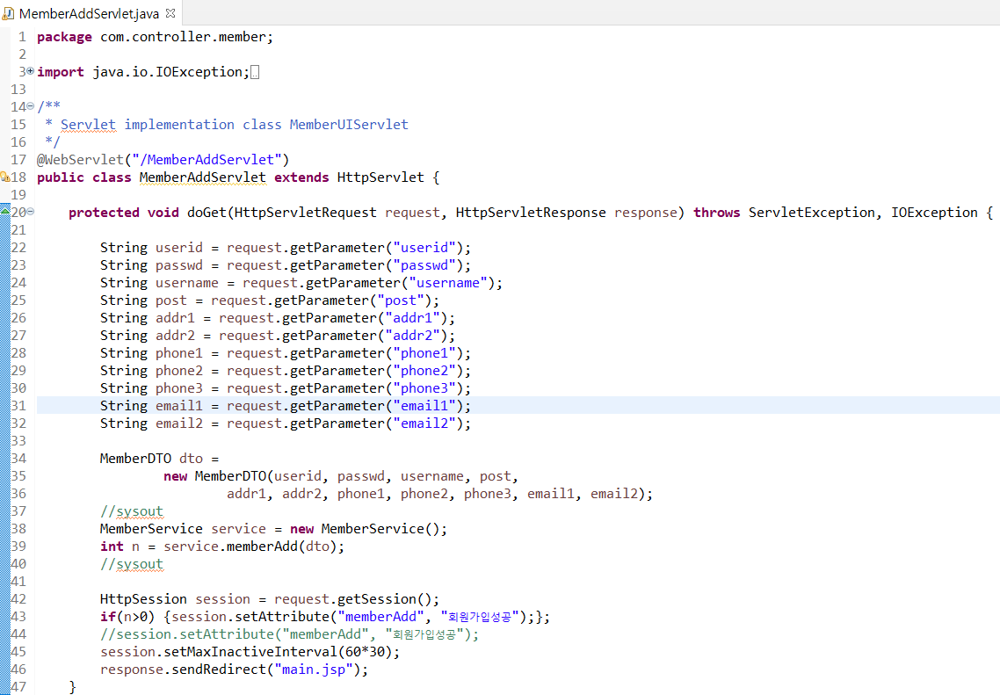 MemberAddServlet.java
1 package com.controller.member;
2
3 import java.io.IOException;
13
14 /**
15  * Servlet implementation class MemberUIServlet
16  */
17 @WebServlet("/MemberAddServlet")
18 public class MemberAddServlet extends HttpServlet {
19
20     protected void doGet(HttpServletRequest request, HttpServletResponse response) throws ServletException, IOException {
21
22         String userid = request.getParameter("userid");
23         String passwd = request.getParameter("passwd");
24         String username = request.getParameter("username");
25         String post = request.getParameter("post");
26         String addr1 = request.getParameter("addr1");
27         String addr2 = request.getParameter("addr2");
28         String phone1 = request.getParameter("phone1");
29         String phone2 = request.getParameter("phone2");
30         String phone3 = request.getParameter("phone3");
31         String email1 = request.getParameter("email1");
32         String email2 = request.getParameter("email2");
33
34         MemberDTO dto =
35                 new MemberDTO(userid, passwd, username, post,
36                         addr1, addr2, phone1, phone2, phone3, email1, email2);
37         //sysout
38         MemberService service = new MemberService();
39         int n = service.memberAdd(dto);
40         //sysout
41
42         HttpSession session = request.getSession();
43         if(n>0) {session.setAttribute("memberAdd", "회원가입성공");};
44         //session.setAttribute("memberAdd", "회원가입성공");
45         session.setMaxInactiveInterval(60*30);
46         response.sendRedirect("main.jsp");
47     }